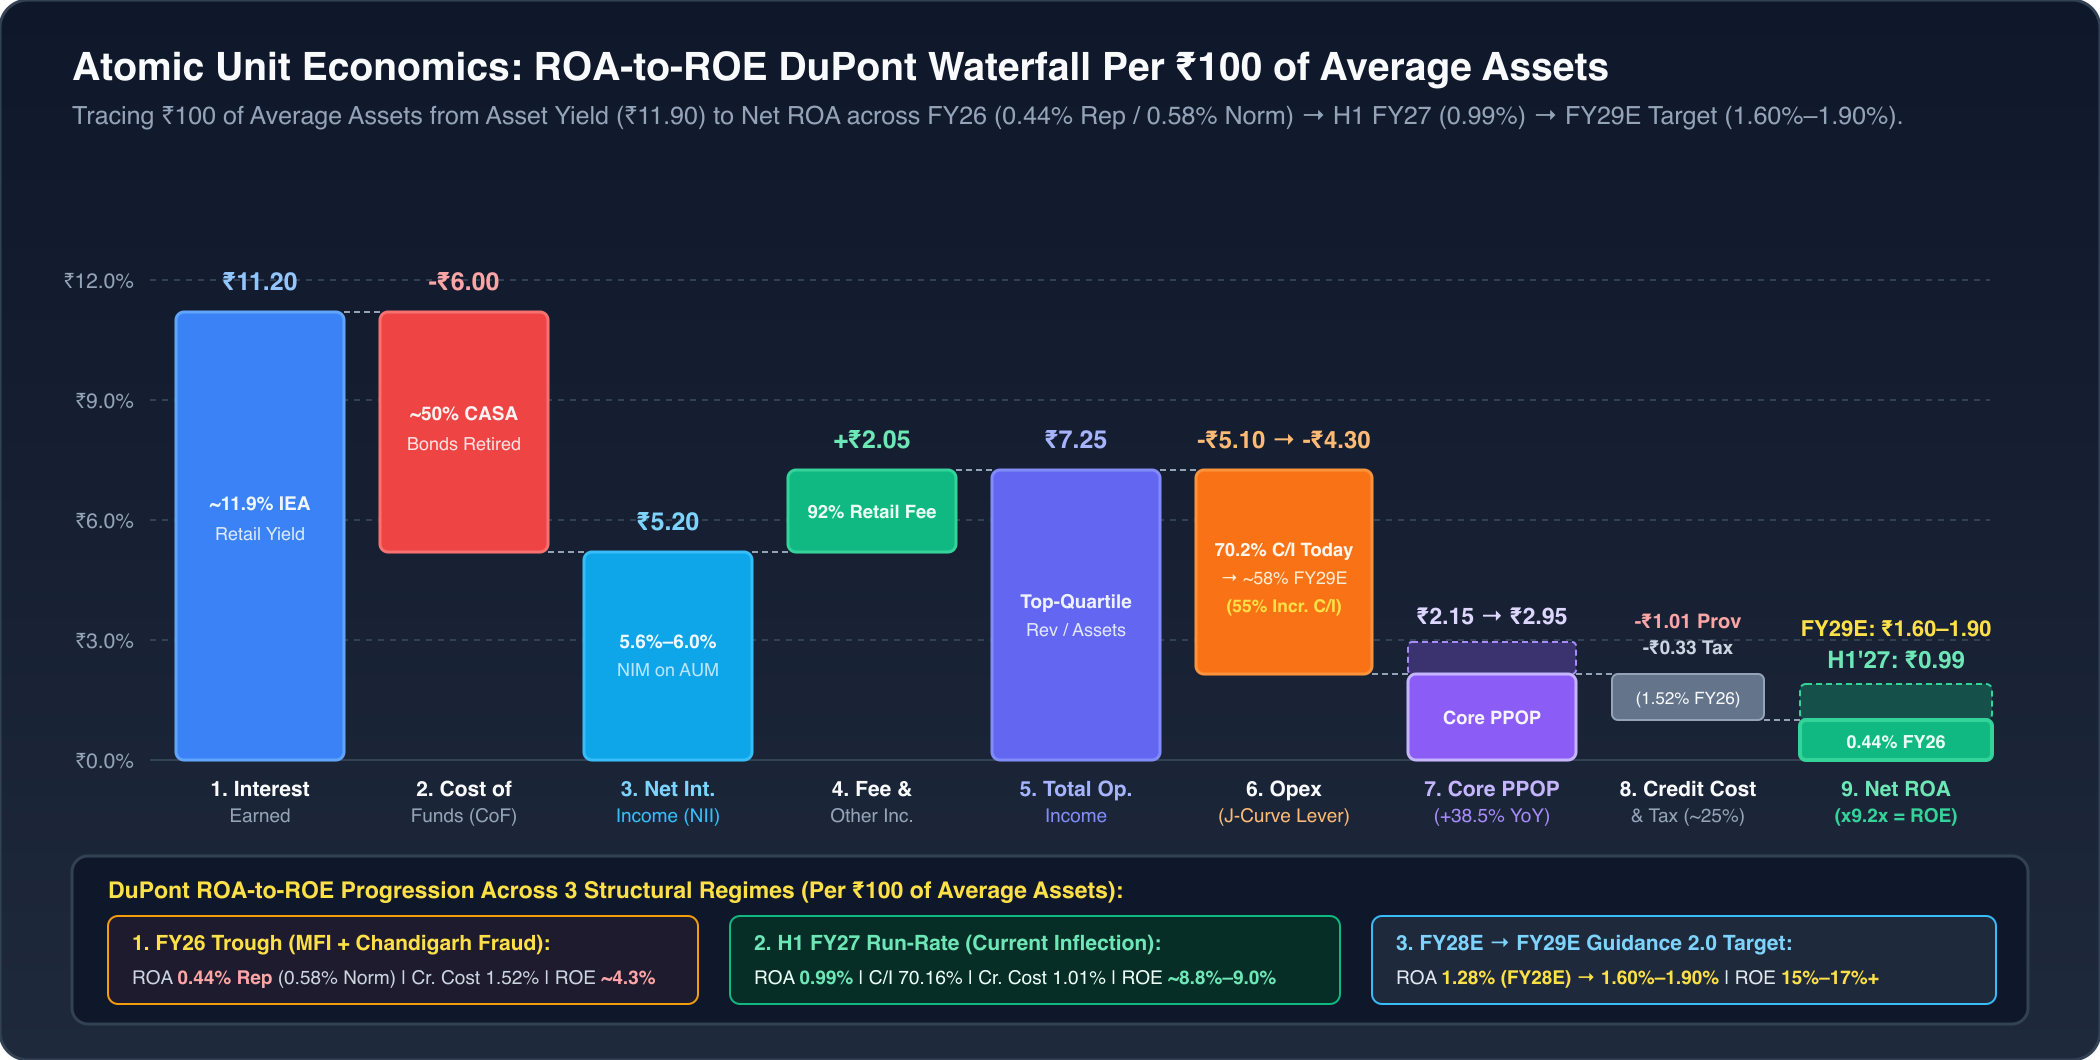 Atomic Unit Economics: ROA-to-ROE DuPont Waterfall Per ₹100 of Average Assets
Tracing ₹100 of Average Assets from Asset Yield (₹11.90) to Net ROA across FY26 (0.44% Rep / 0.58% Norm) → H1 FY27 (0.99%) → FY29E Target (1.60%–1.90%).
₹12.0%
₹9.0%
₹6.0%
₹3.0%
₹0.0%
₹11.20
~11.9% IEA
Retail Yield
1. Interest
Earned
-₹6.00
~50% CASA
Bonds Retired
2. Cost of
Funds (CoF)
₹5.20
5.6%–6.0%
NIM on AUM
3. Net Int.
Income (NII)
+₹2.05
92% Retail Fee
4. Fee &
Other Inc.
₹7.25
Top-Quartile
Rev / Assets
5. Total Op.
Income
-₹5.10 → -₹4.30
70.2% C/I Today
→ ~58% FY29E
(55% Incr. C/I)
6. Opex
(J-Curve Lever)
₹2.15 → ₹2.95
Core PPOP
7. Core PPOP
(+38.5% YoY)
-₹1.01 Prov
-₹0.33 Tax
(1.52% FY26)
8. Credit Cost
& Tax (~25%)
FY29E: ₹1.60–1.90
H1'27: ₹0.99
0.44% FY26
9. Net ROA
(x9.2x = ROE)
DuPont ROA-to-ROE Progression Across 3 Structural Regimes (Per ₹100 of Average Assets):
1. FY26 Trough (MFI + Chandigarh Fraud):
ROA 0.44% Rep (0.58% Norm) | Cr. Cost 1.52% | ROE ~4.3%
2. H1 FY27 Run-Rate (Current Inflection):
ROA 0.99% | C/I 70.16% | Cr. Cost 1.01% | ROE ~8.8%–9.0%
3. FY28E → FY29E Guidance 2.0 Target:
ROA 1.28% (FY28E) → 1.60%–1.90% | ROE 15%–17%+